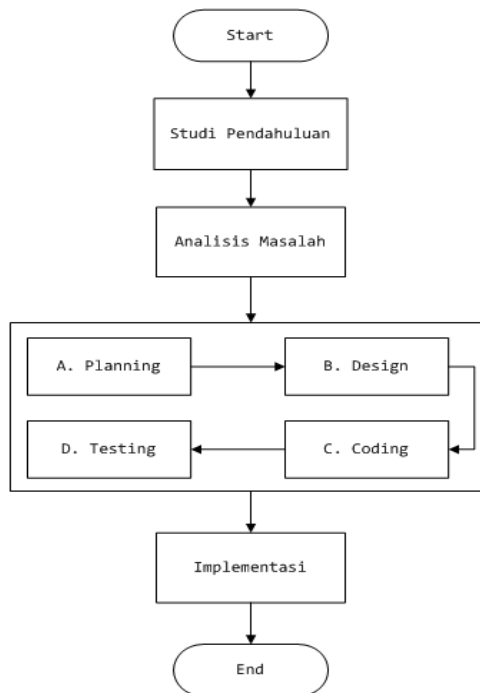 Start
Studi Pendahuluan
Analisis Masalah
A. Planning
B. Design
D. Testing
C. Coding
Implementasi
End